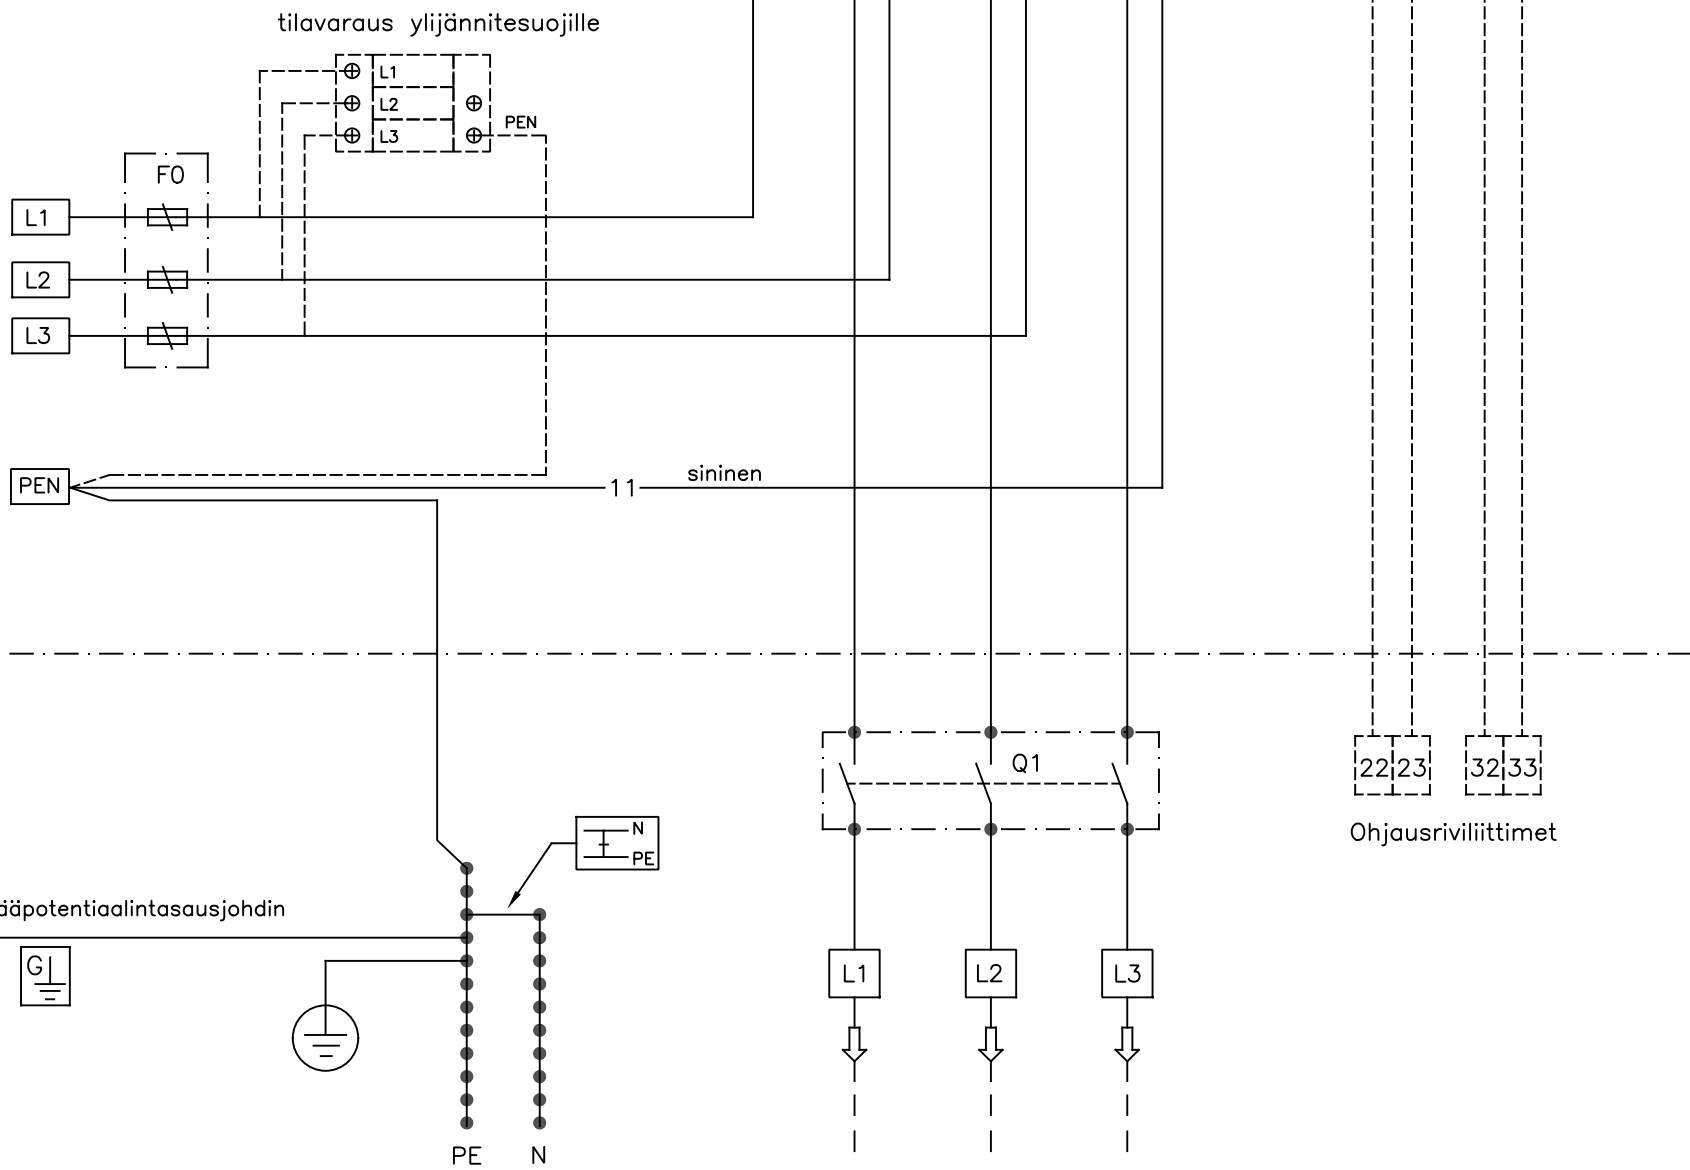 tilavaraus ylijännitesuojille
L1
L2
PEN
L3
F0
L1
L2
L3
sininen
PEN
11
Q1
22 23 32 33
Ohjausriviliittimet
N
PE
ääpotentiaalintasausjohdin
G
L1 L2 L3
PE N